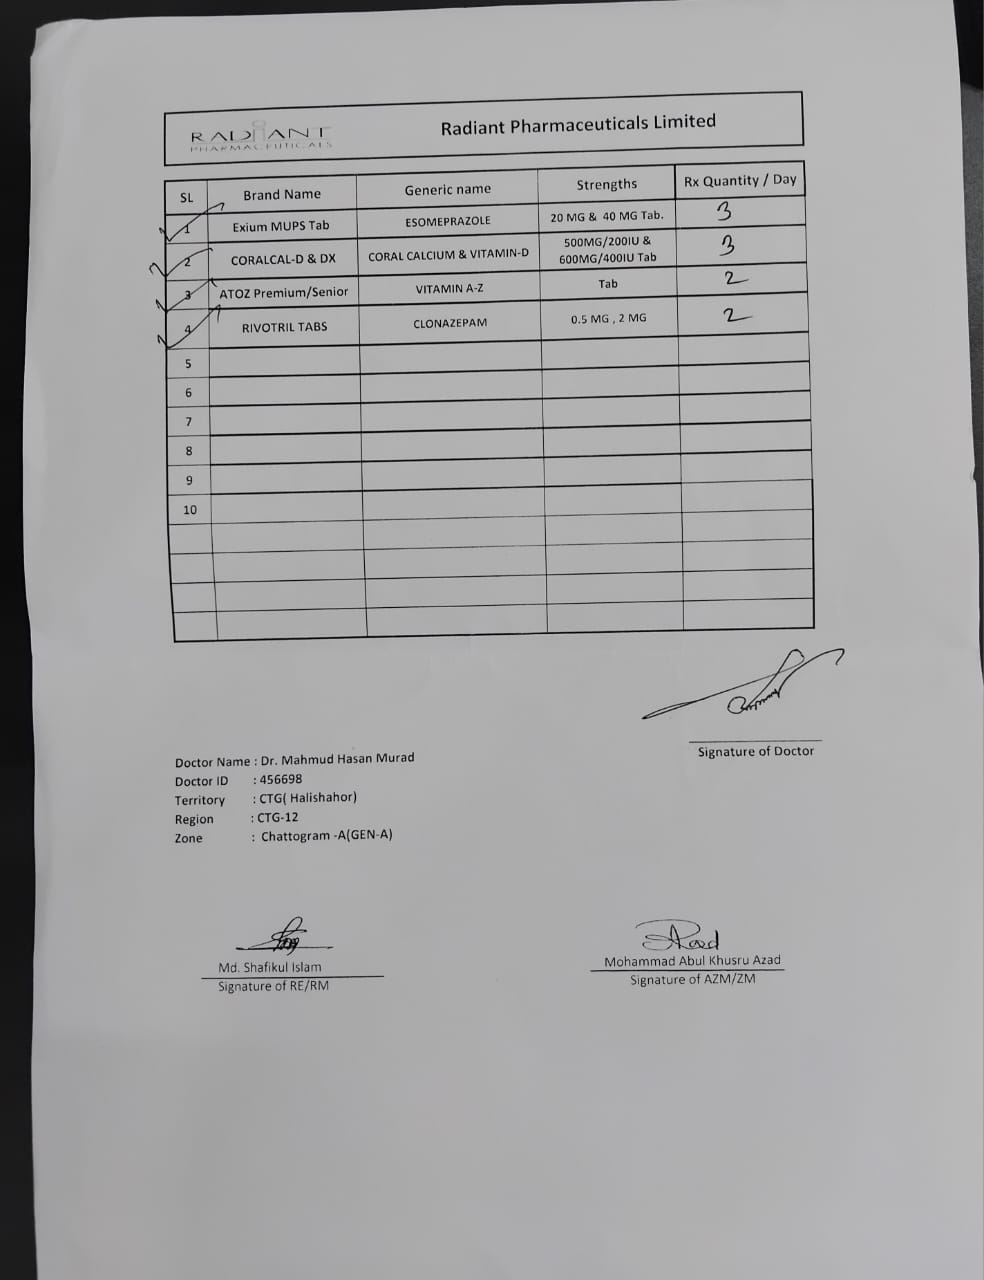 RADIANT
PHARMACEUTICALS
Radiant Pharmaceuticals Limited
SL Brand Name Generic name Strengths Rx Quantity / Day
1 Exium MUPS Tab ESOMEPRAZOLE 20 MG & 40 MG Tab. 3
2 CORALCAL-D & DX CORAL CALCIUM & VITAMIN-D 500MG/200IU & 600MG/400IU Tab 3
3 ATOZ Premium/Senior VITAMIN A-Z Tab 2
4 RIVOTRIL TABS CLONAZEPAM 0.5 MG , 2 MG 2
5
6
7
8
9
10
Signature of Doctor
Doctor Name : Dr. Mahmud Hasan Murad
Doctor ID : 456698
Territory : CTG( Halishahor)
Region : CTG-12
Zone : Chattogram -A(GEN-A)
Azad
Md. Shafikul Islam
Signature of RE/RM
Mohammad Abul Khusru Azad
Signature of AZM/ZM